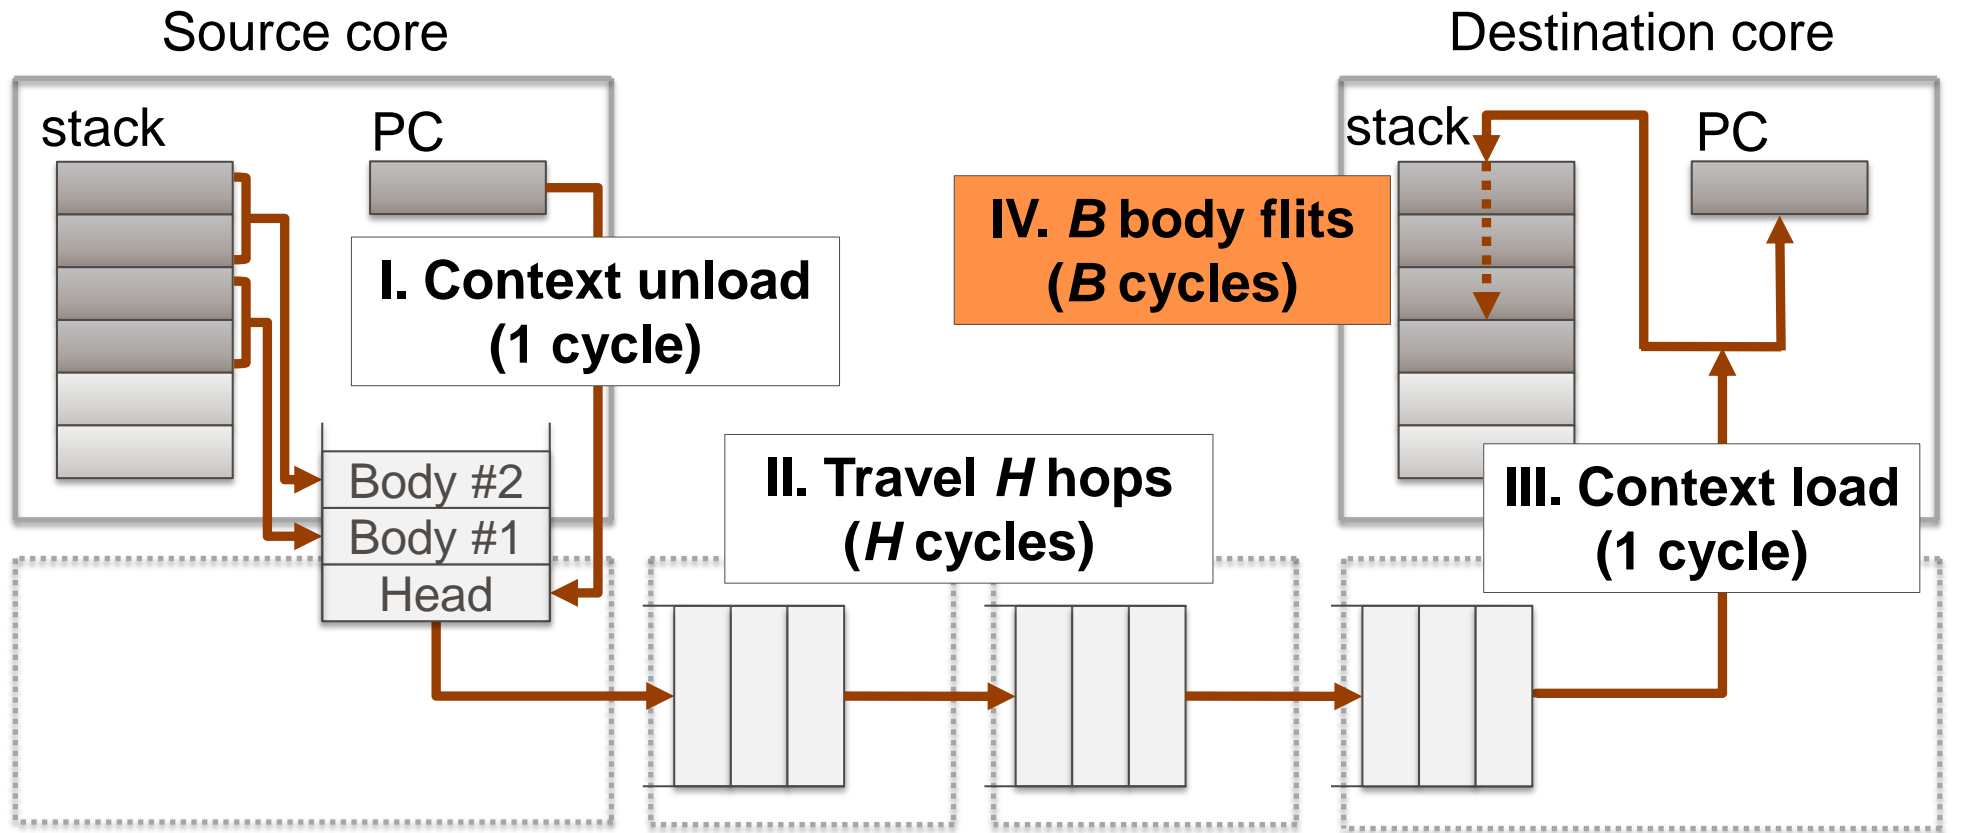 Source core
Destination core
stack
PC
stack
PC
I. Context unload
(1 cycle)
IV. B body flits
(B cycles)
Body #2
Body #1
Head
II. Travel H hops
(H cycles)
III. Context load
(1 cycle)